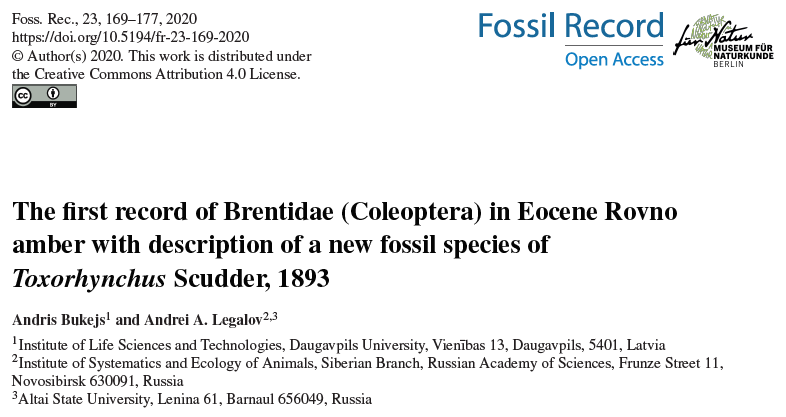 Foss. Rec., 23, 169–177, 2020
https://doi.org/10.5194/fr-23-169-2020
© Author(s) 2020. This work is distributed under
the Creative Commons Attribution 4.0 License.
cc BY
Fossil Record
Open Access
für Natur
MUSEUM FÜR
NATURKUNDE
BERLIN
The first record of Brentidae (Coleoptera) in Eocene Rovno
amber with description of a new fossil species of
Toxorhynchus Scudder, 1893
Andris Bukejs1 and Andrei A. Legalov2,3
1Institute of Life Sciences and Technologies, Daugavpils University, Vienības 13, Daugavpils, 5401, Latvia
2Institute of Systematics and Ecology of Animals, Siberian Branch, Russian Academy of Sciences, Frunze Street 11,
Novosibirsk 630091, Russia
3Altai State University, Lenina 61, Barnaul 656049, Russia